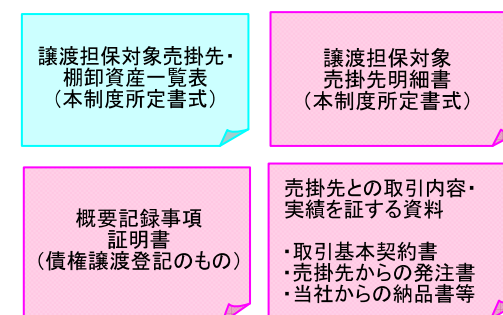 譲渡担保対象売掛先・
棚卸資産一覧表
（本制度所定書式）
譲渡担保対象
売掛先明細書
（本制度所定書式）
概要記録事項
証明書
（債権譲渡登記のもの）
売掛先との取引内容・
実績を証する資料
・取引基本契約書
・売掛先からの発注書
・当社からの納品書等